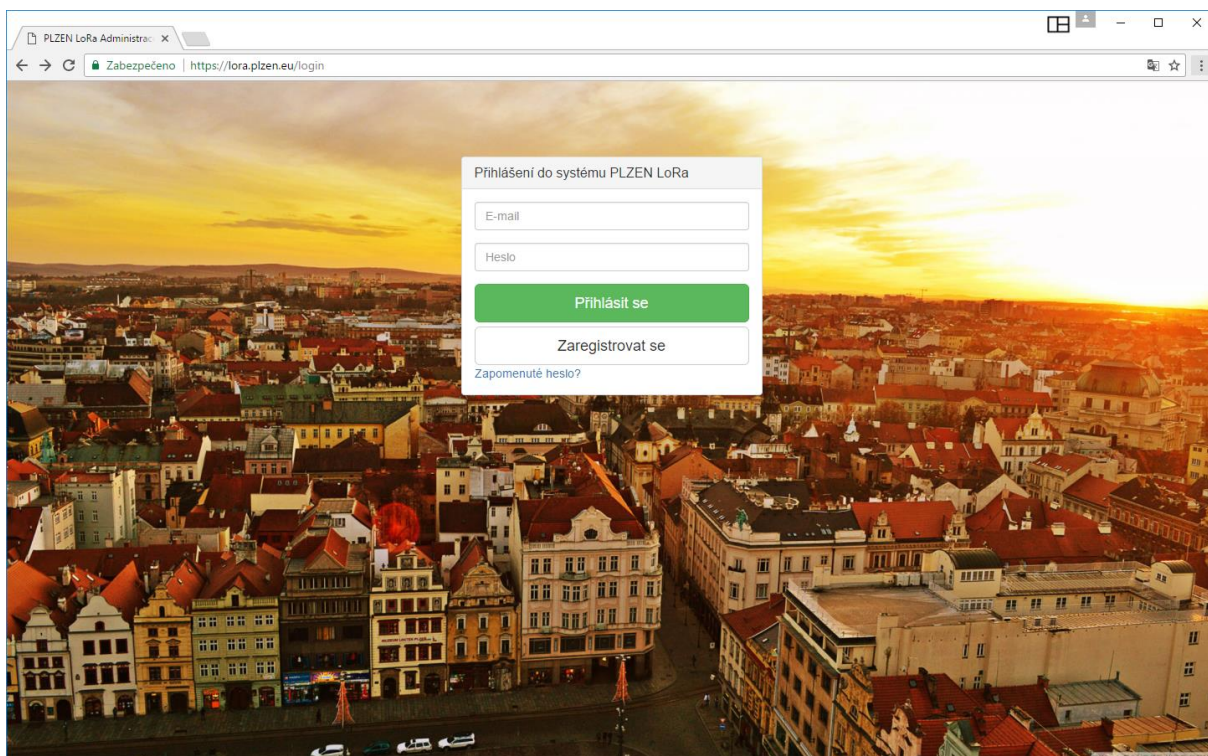 PLZEN LoRa Administrac
Zabezpečeno | https://lora.plzen.eu/login
Přihlášení do systému PLZEN LoRa
E-mail
Heslo
Přihlásit se
Zaregistrovat se
Zapomenuté heslo?